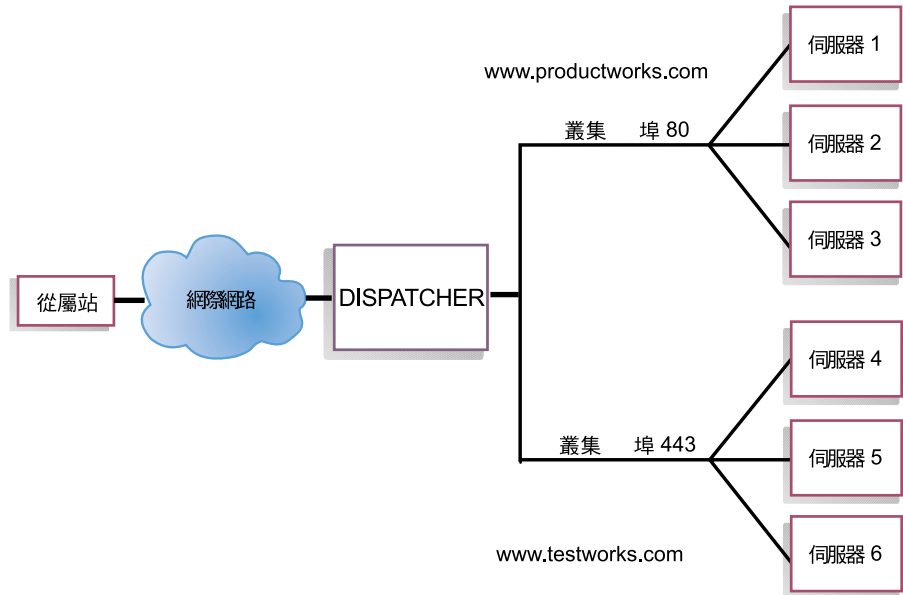 伺服器 1
www.productworks.com
叢集 埠 80
伺服器 2
伺服器 3
從屬站
網際網路
DISPATCHER
伺服器 4
叢集 埠 443
伺服器 5
www.testworks.com
伺服器 6